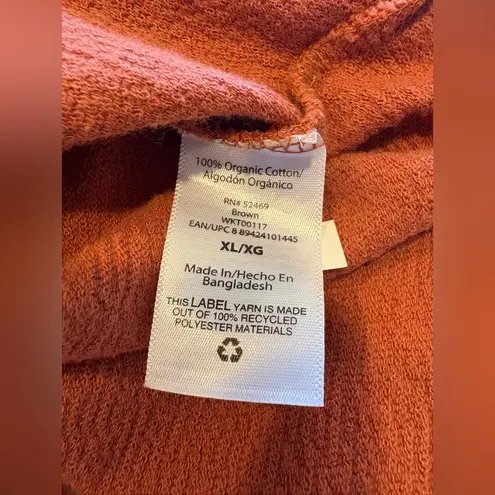 100% Organic Cotton/
Algodón Orgánico
RN# 52469
Brown
WKT00117
EAN/UPC 8 89424101445
XL/XG
Made In/Hecho En
Bangladesh
THIS LABEL YARN IS MADE
OUT OF 100% RECYCLED
POLYESTER MATERIALS